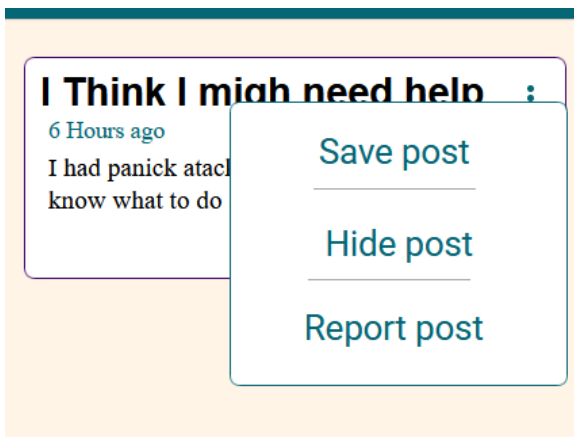 I Think I migh need help
6 Hours ago
I had panick
know what to do
Save post
Hide post
Report post